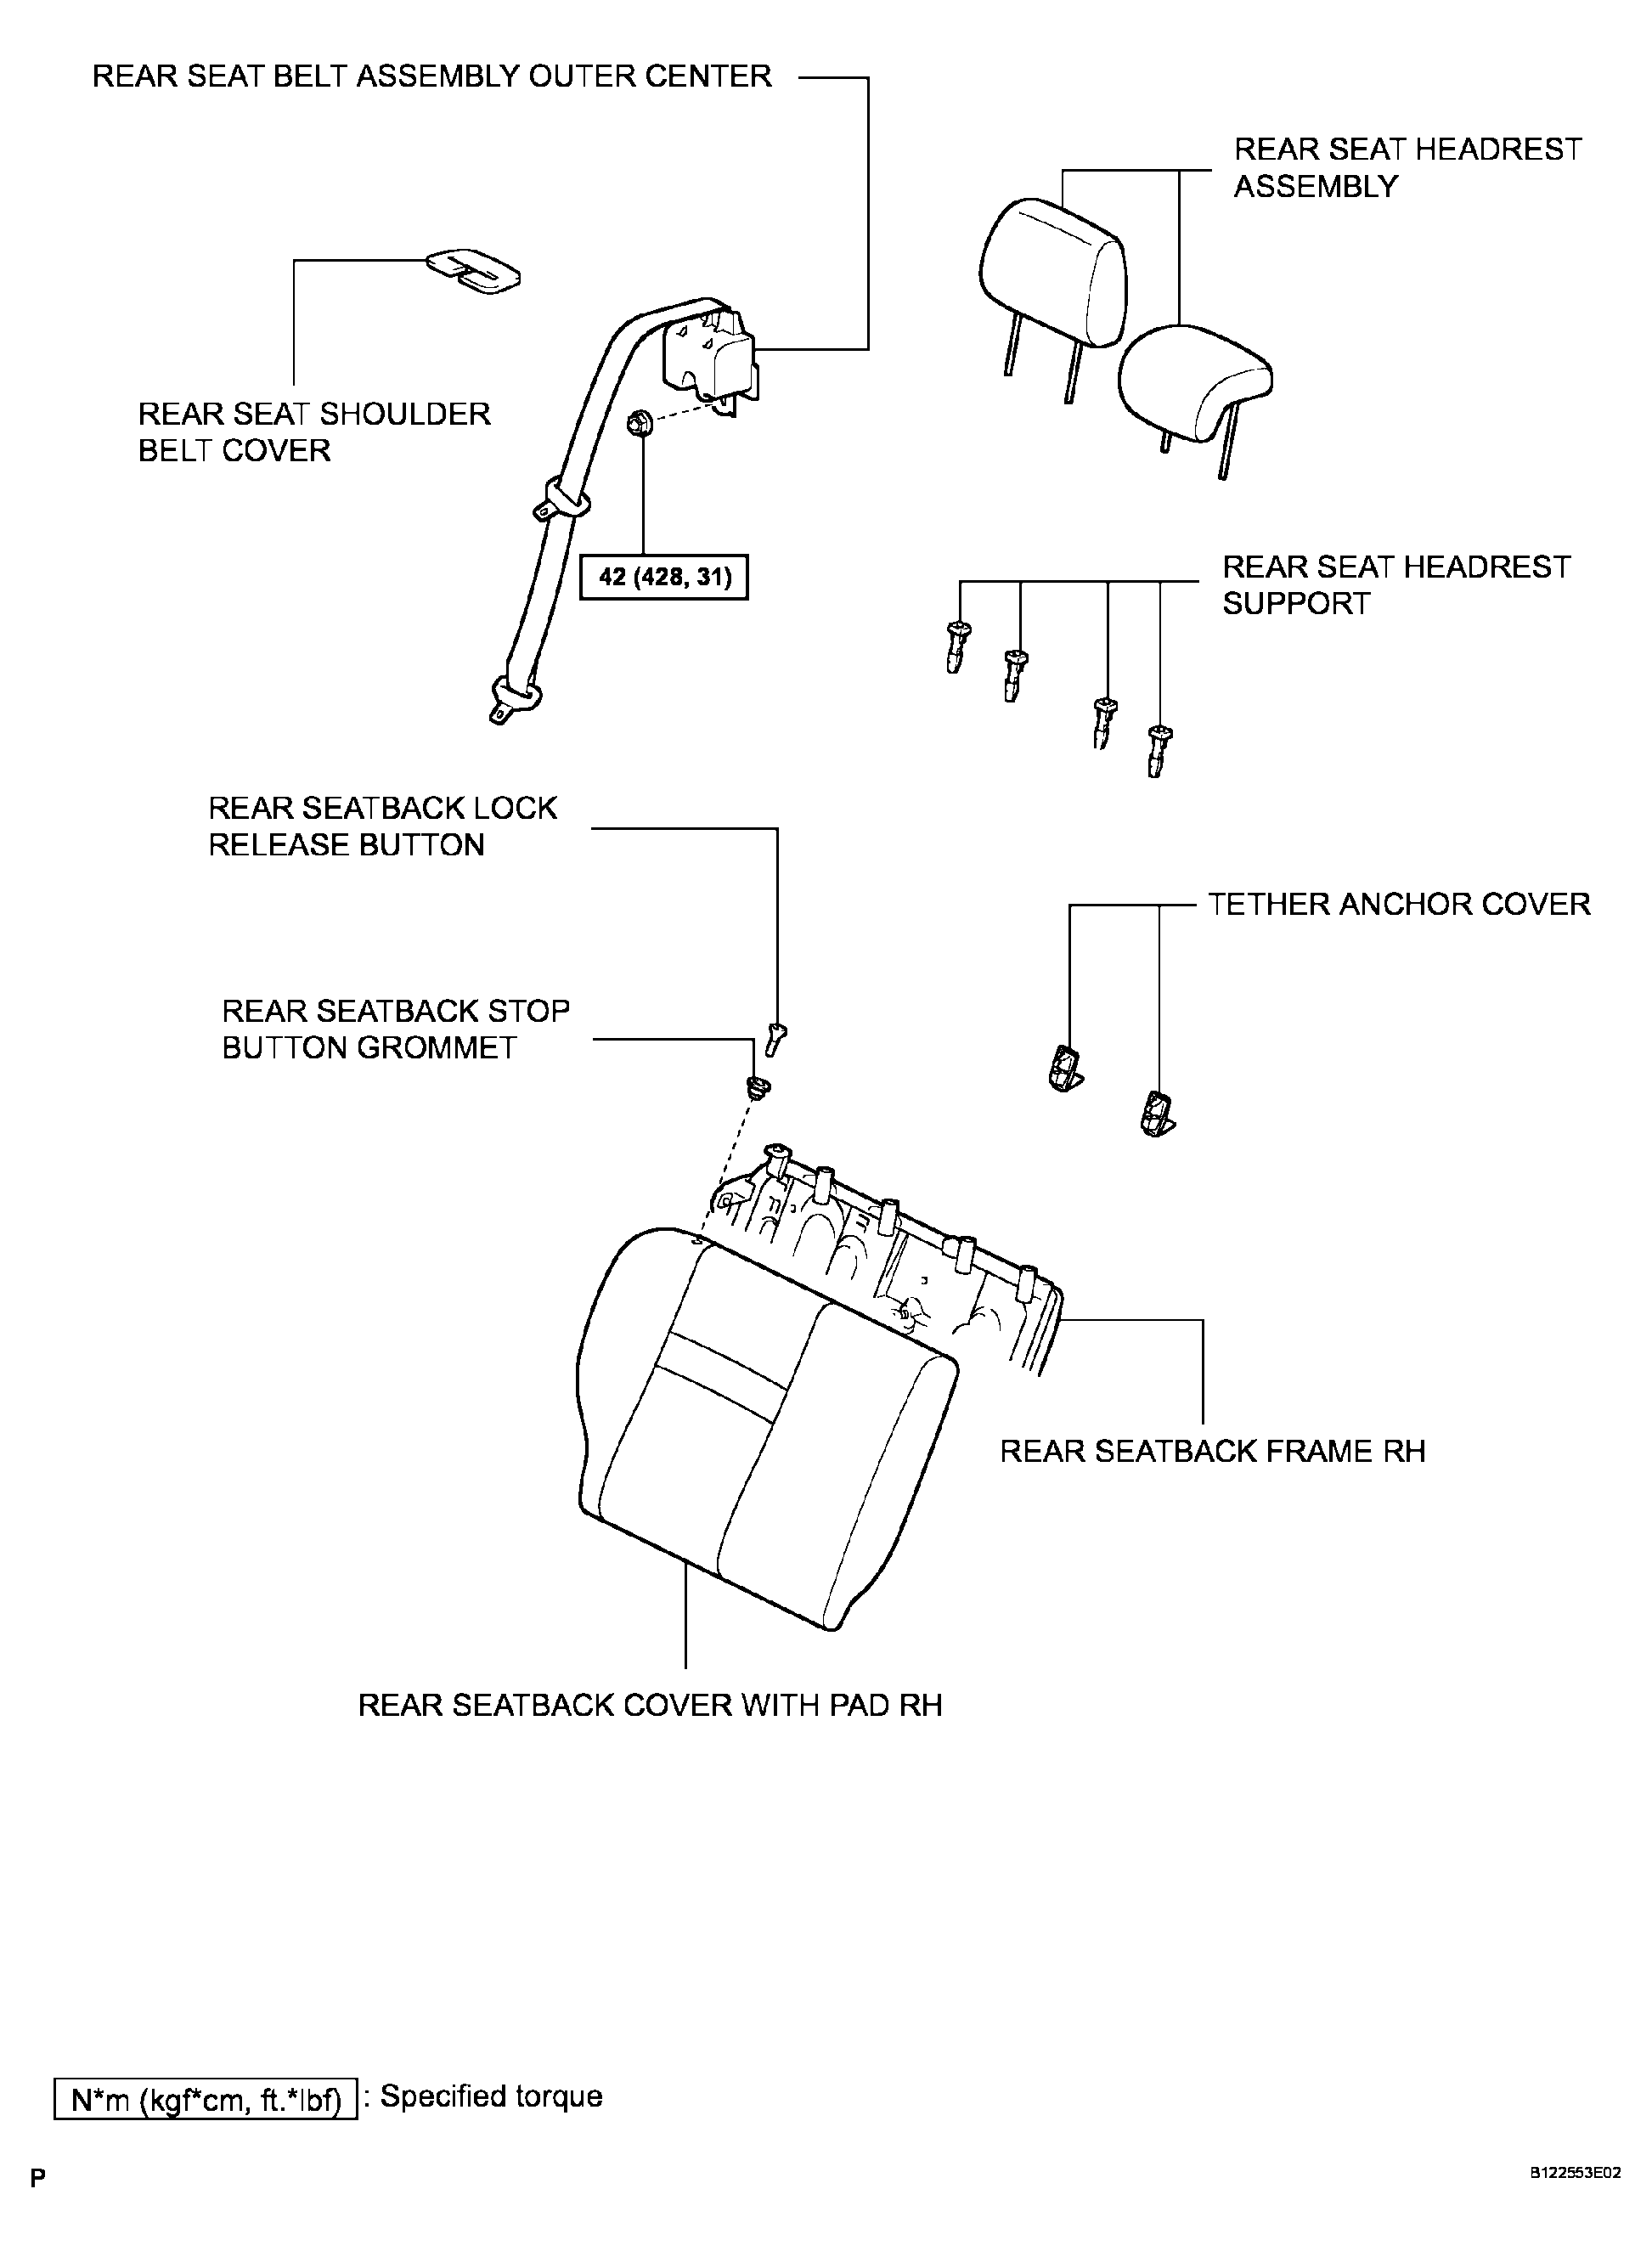 REAR SEAT BELT ASSEMBLY OUTER CENTER
REAR SEAT HEADREST
ASSEMBLY
REAR SEAT SHOULDER
BELT COVER
42 (428, 31)
REAR SEAT HEADREST
SUPPORT
REAR SEATBACK LOCK
RELEASE BUTTON
TETHER ANCHOR COVER
REAR SEATBACK STOP
BUTTON GROMMET
REAR SEATBACK FRAME RH
REAR SEATBACK COVER WITH PAD RH
N*m (kgf*cm, ft.*lbf) : Specified torque
P
B122553E02